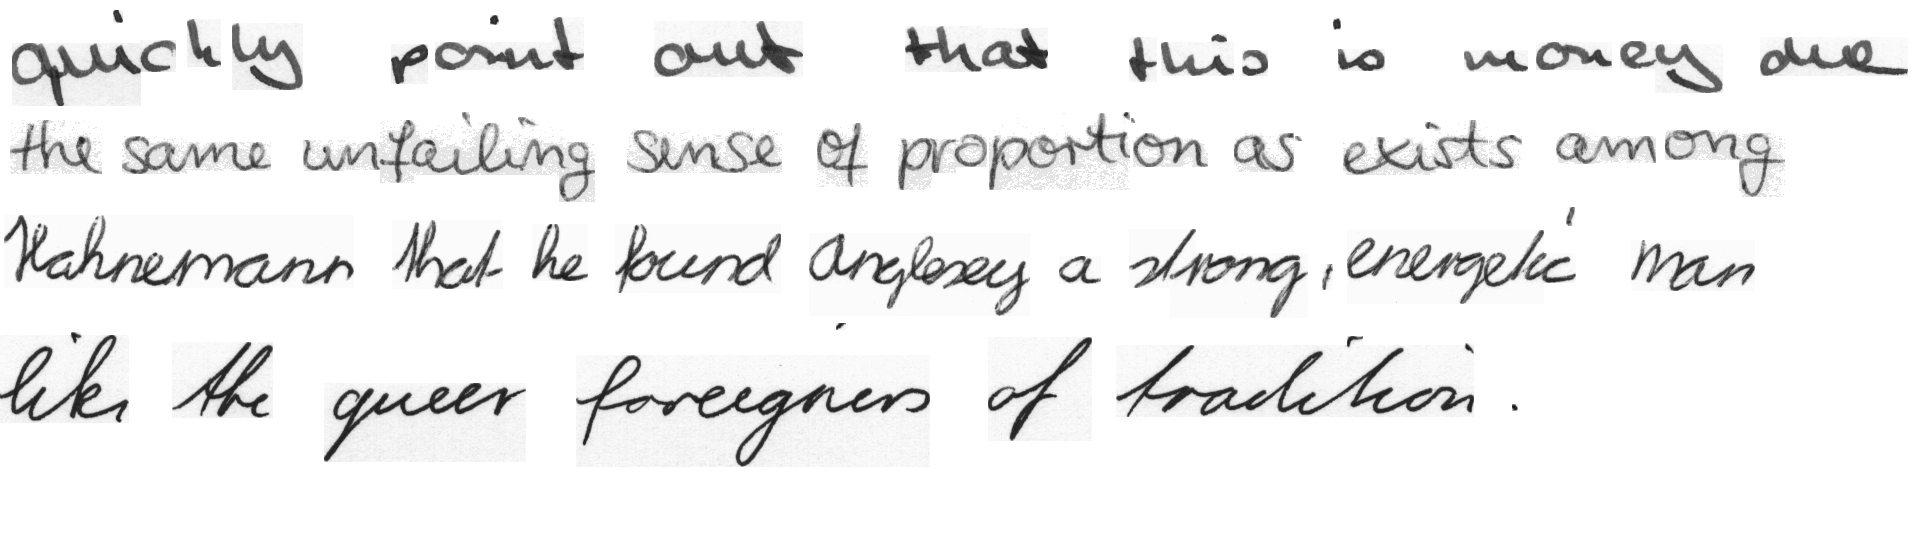 quickly point out that this is money due
the same unfailing sense of proportion as exists among
Hahnemann that he found Anglesey a strong, energetic man
like the queer foreigners of tradition.